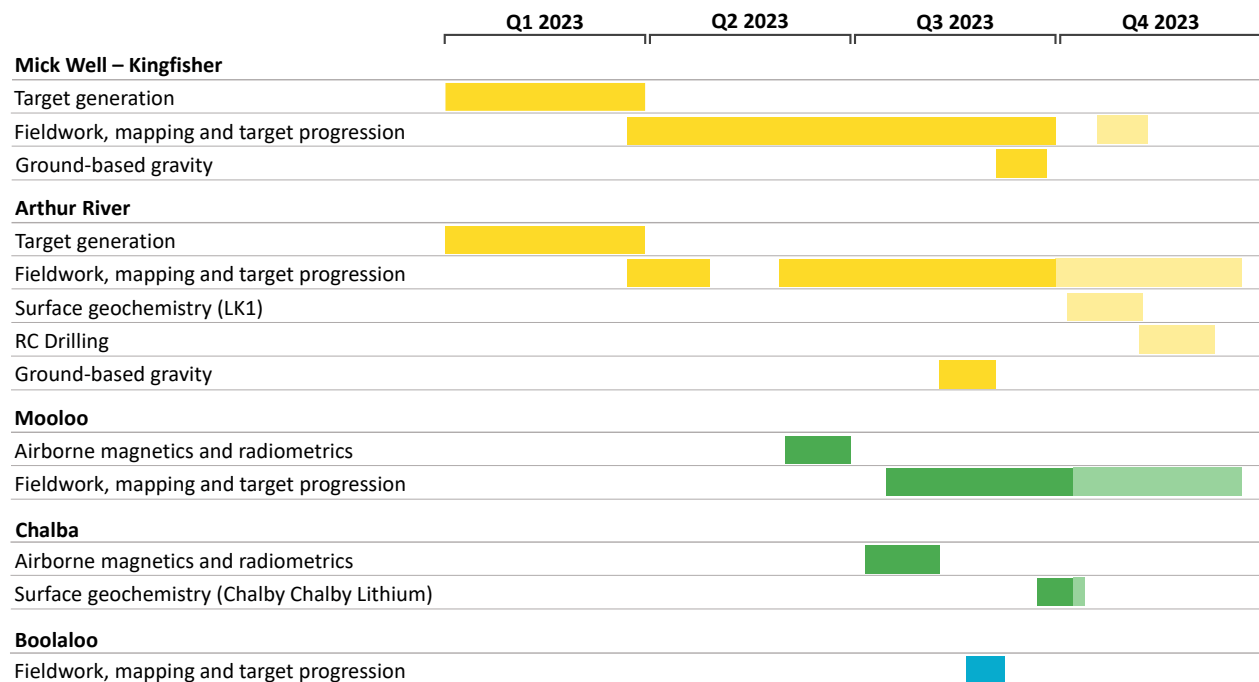 Q1 2023 Q2 2023 Q3 2023 Q4 2023
Mick Well – Kingfisher
Target generation
Fieldwork, mapping and target progression
Ground-based gravity
Arthur River
Target generation
Fieldwork, mapping and target progression
Surface geochemistry (LK1)
RC Drilling
Ground-based gravity
Mooloo
Airborne magnetics and radiometrics
Fieldwork, mapping and target progression
Chalba
Airborne magnetics and radiometrics
Surface geochemistry (Chalby Chalby Lithium)
Boolaloo
Fieldwork, mapping and target progression